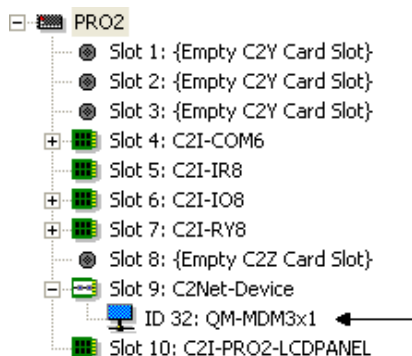 PRO2
Slot 1: {Empty C2Y Card Slot}
Slot 2: {Empty C2Y Card Slot}
Slot 3: {Empty C2Y Card Slot}
Slot 4: C2I-COM6
Slot 5: C2I-IR8
Slot 6: C2I-IO8
Slot 7: C2I-RY8
Slot 8: {Empty C2Z Card Slot}
Slot 9: C2Net-Device
ID 32: QM-MDM3x1
Slot 10: C2I-PRO2-LCDPANEL